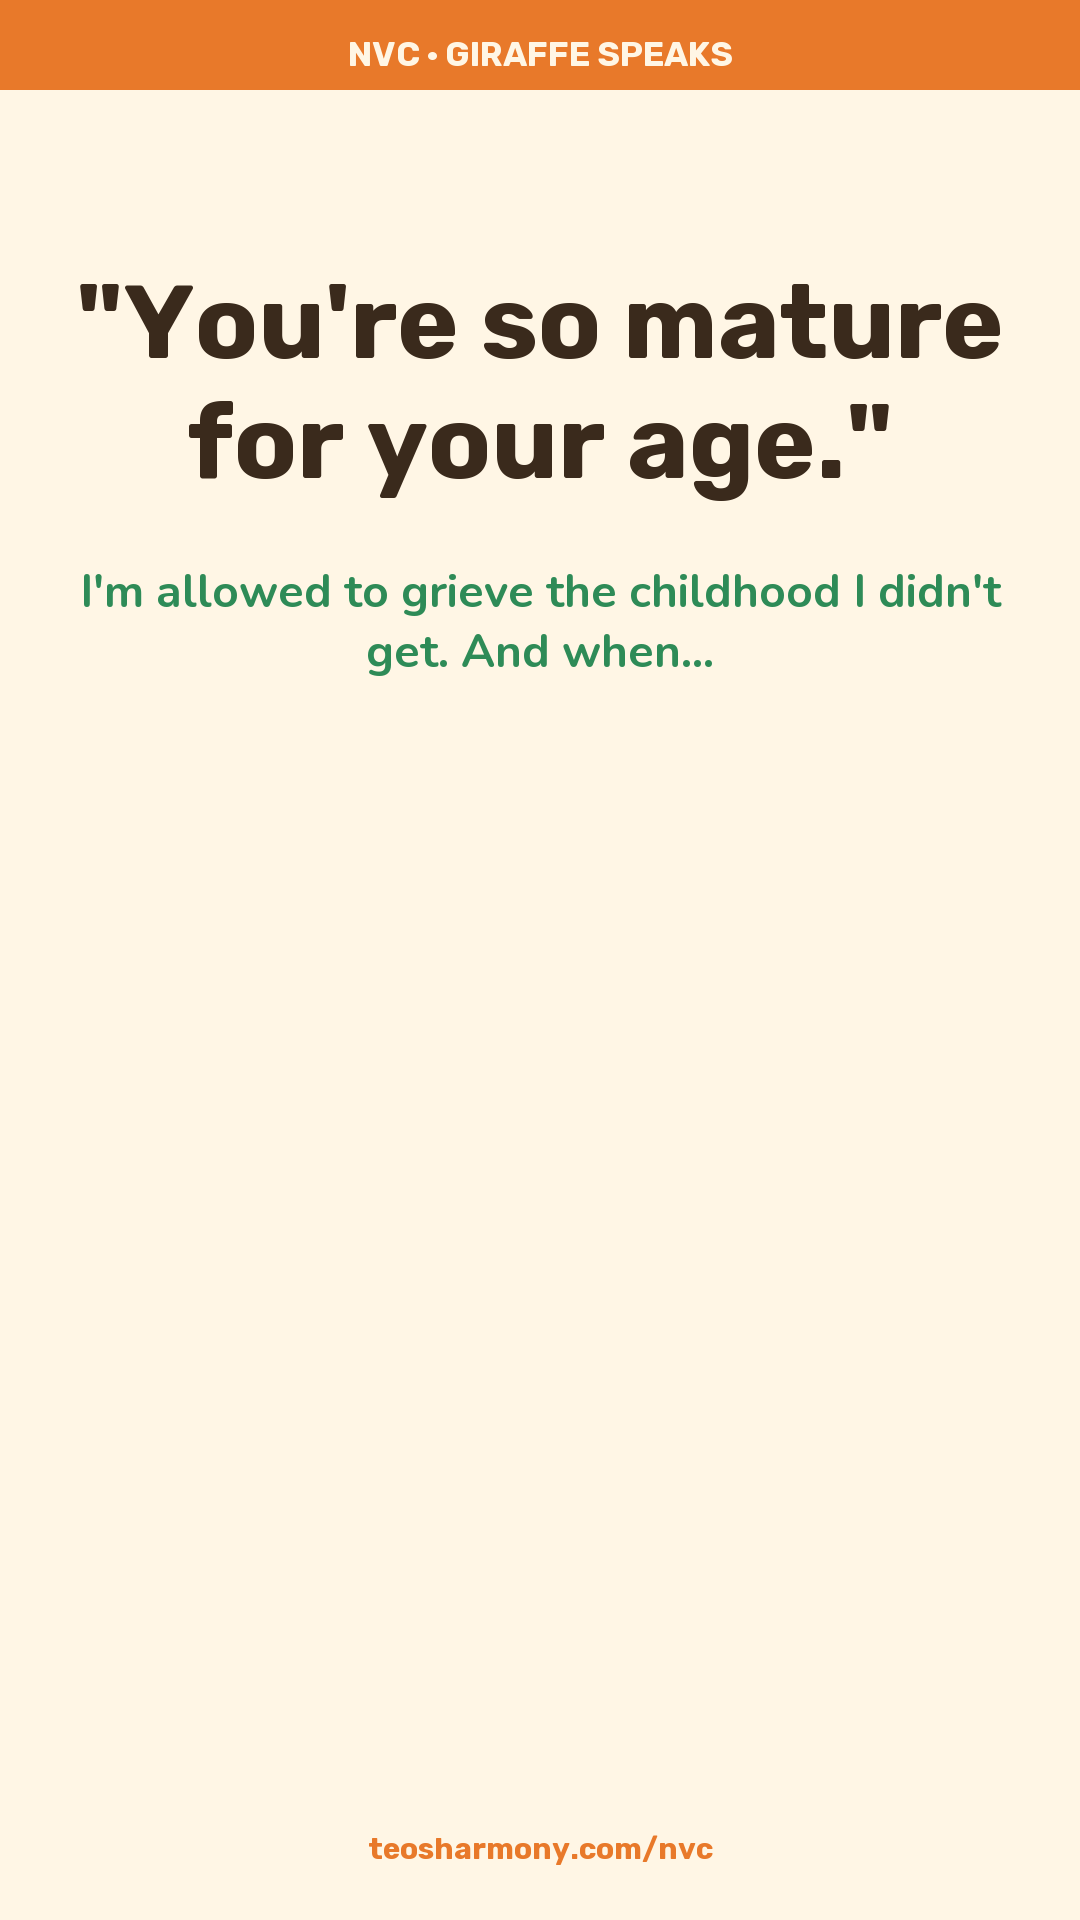 NVC • GIRAFFE SPEAKS
"You're so mature
for your age."
I'm allowed to grieve the childhood I didn't
get. And when...
teosharmony.com/nvc